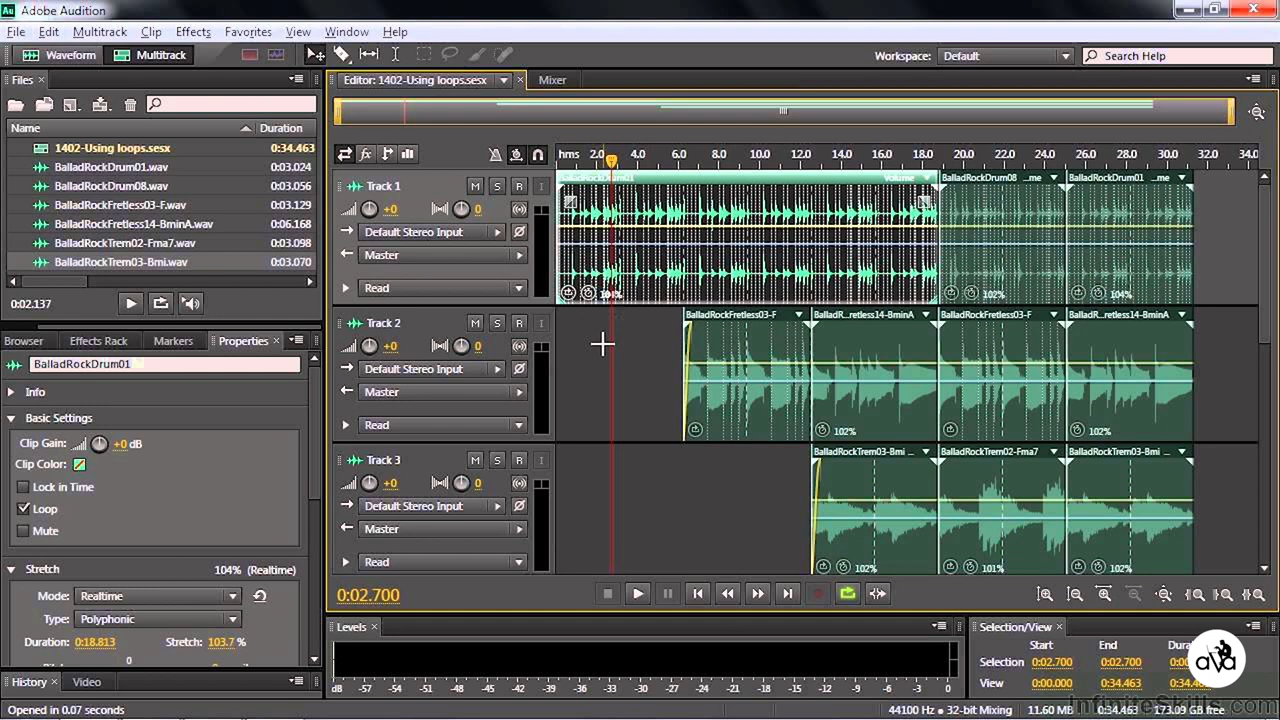 Au Adobe Audition
File Edit Multitrack Clip Effects Favorites View Window Help
Waveform Multitrack Workspace: Default Search Help
Files × Editor: 1402-Using loops.sesx × Mixer
Name Duration
1402-Using loops.sesx 0:34.463
BalladRockDrum01.wav 0:03.024
BalladRockDrum08.wav 0:03.056
BalladRockFretless03-F.wav 0:03.129
BalladRockFretless14-BminA.wav 0:06.168
BalladRockTrem02-Fma7.wav 0:03.098
BalladRockTrem03-Bmi.wav 0:03.070
0:02.137
Browser Effects Rack Markers Properties ×
BalladRockDrum01
Info
Basic Settings
Clip Gain: +0 dB
Clip Color:
Lock in Time
Loop
Mute
Stretch 104% (Realtime)
Mode: Realtime
Type: Polyphonic
Duration: 0:18.813 Stretch: 103.7 %
0
History Video
Opened in 0.07 seconds
fx hms 2.0 4.0 6.0 8.0 10.0 12.0 14.0 16.0 18.0 20.0 22.0 24.0 26.0 28.0 30.0 32.0 34.0
Track 1 M S R I
+0 0
Default Stereo Input
Master
Read
BalladRockDrum01 Volume BalladRockDrum08 ...me BalladRockDrum01 ...me
104% 102% 104%
Track 2 M S R I
+0 0
Default Stereo Input
Master
Read
BalladRockFretless03-F BalladR...retless14-BminA BalladRockFretless03-F BalladR...retless14-BminA
102% 102%
Track 3 M S R I
+0 0
Default Stereo Input
Master
Read
BalladRockTrem03-Bmi ... BalladRockTrem02-Fma7 BalladRockTrem03-Bmi ...
102% 101% 102%
0:02.700
Levels ×
dB -57 -54 -51 -48 -45 -42 -39 -36 -33 -30 -27 -24 -21 -18 -15 -12 -9 -6 -3 0
Selection/View ×
Start End
Selection 0:02.700 0:02.700
View 0:00.000 0:34.463
ava
InfiniteSkills.com
44100 Hz • 32-bit Mixing 11.60 MB 0:34.463 173.09 GB free